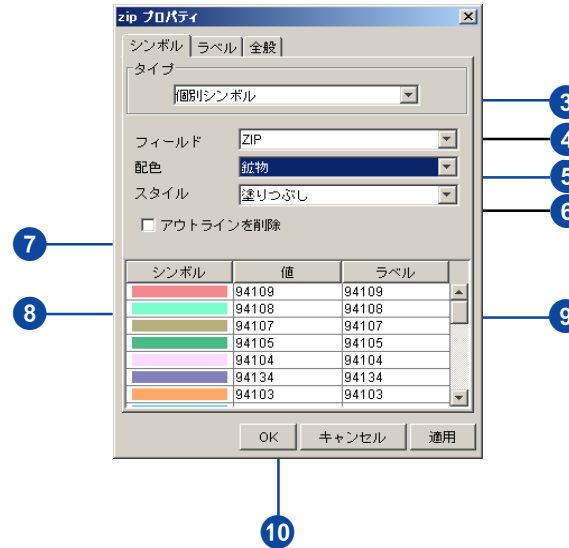 zip プロパティ
シンボル ラベル 全般
タイプ
個別シンボル
3
フィールド ZIP
4
配色 鉱物
5
スタイル 塗りつぶし
6
アウトラインを削除
7
シンボル 値 ラベル
94109 94109
94108 94108
8
9
94107 94107
94105 94105
94104 94104
94134 94134
94103 94103
OK キャンセル 適用
10